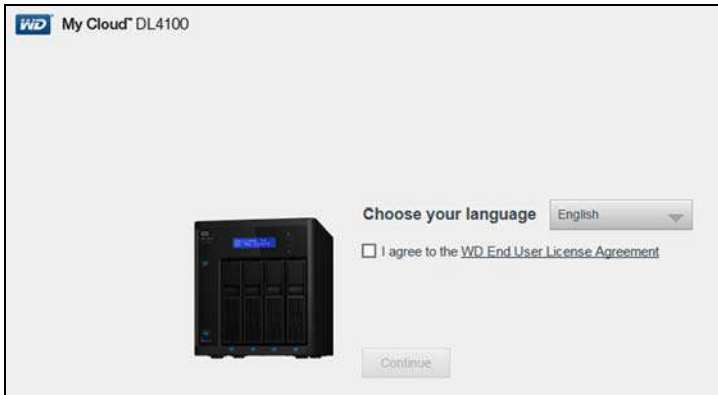 WD My Cloud™ DL4100
Choose your language English
I agree to the WD End User License Agreement
Continue